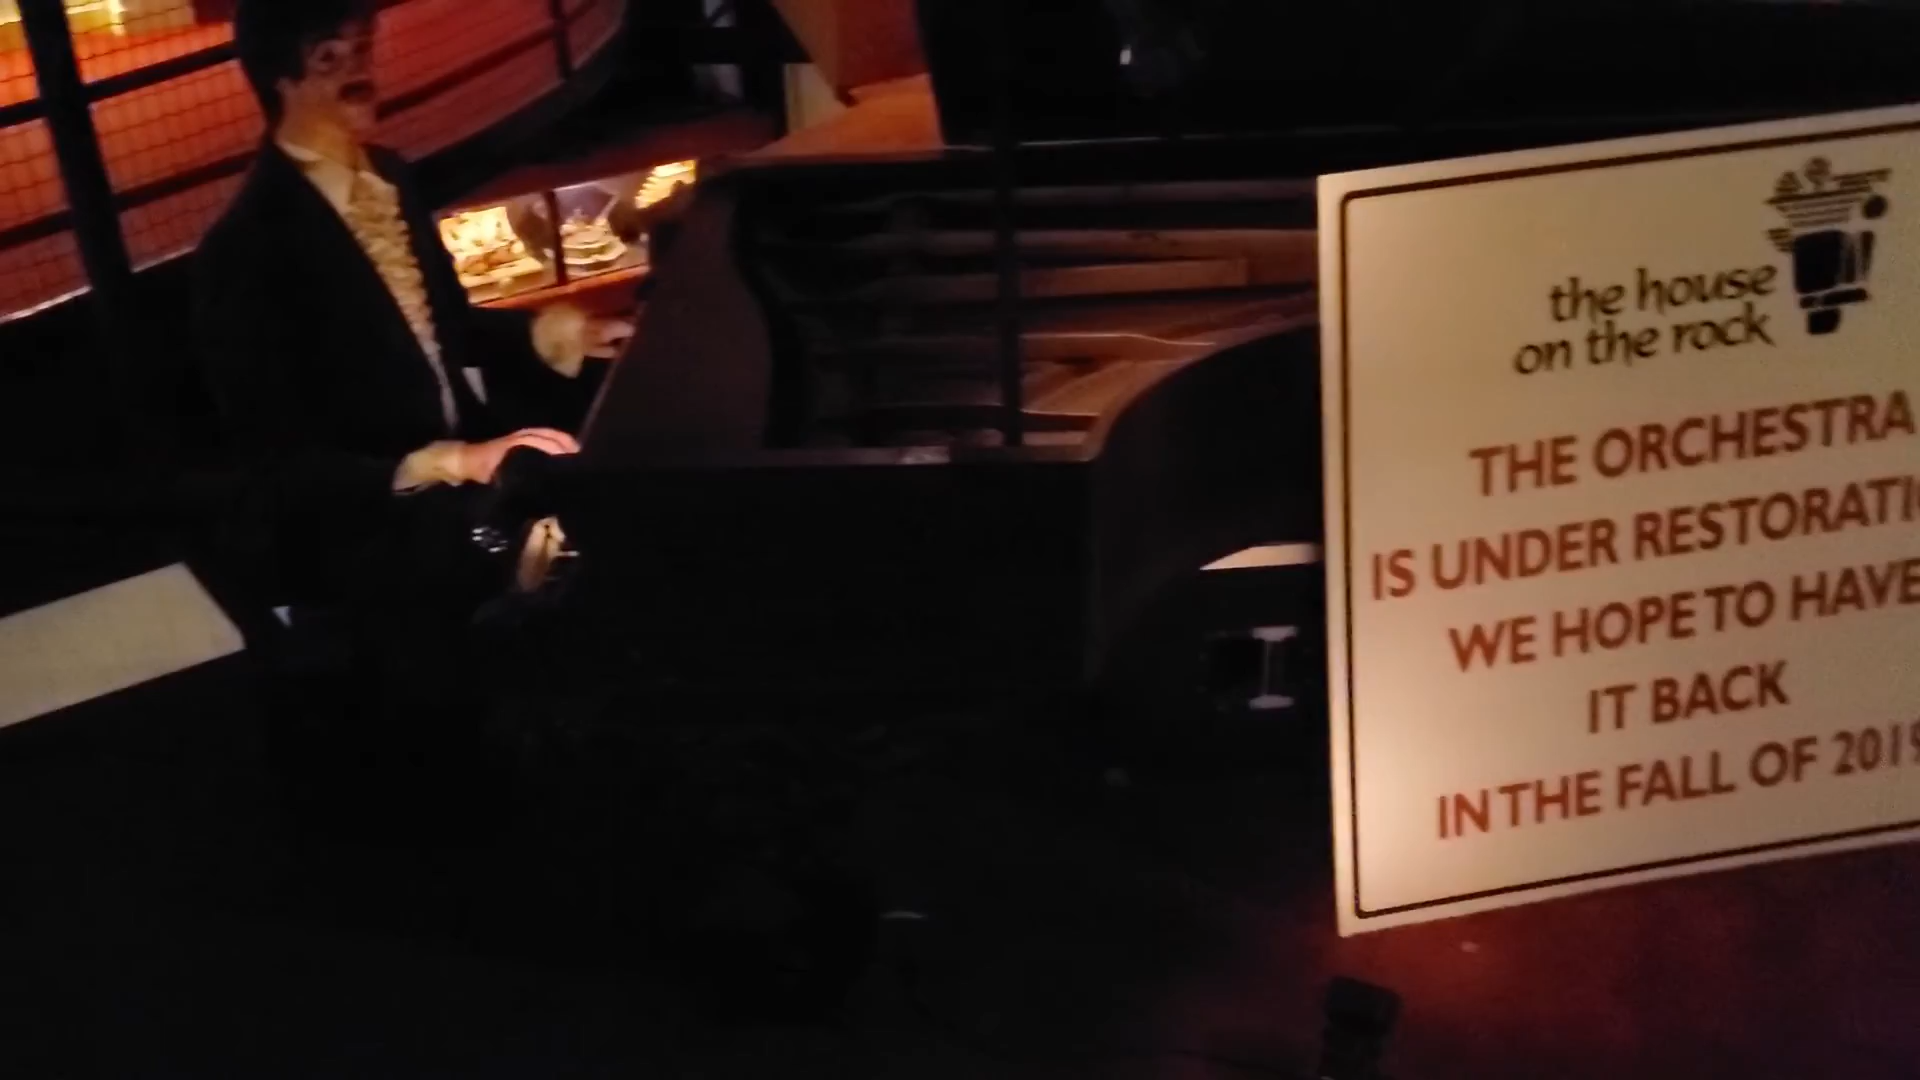 the house
on the rock
THE ORCHESTRA
IS UNDER RESTORATI
WE HOPE TO HAVE
IT BACK
IN THE FALL OF 2019